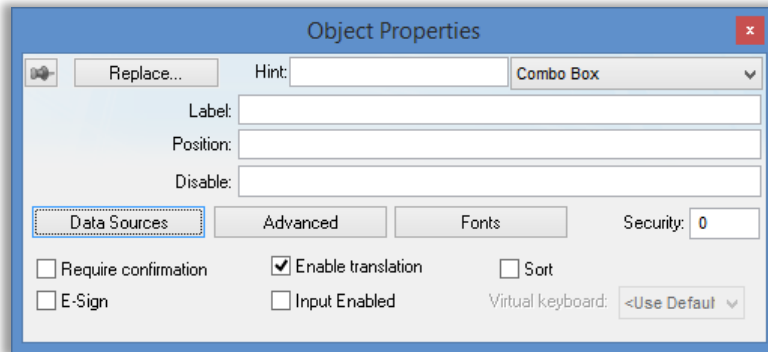 Object Properties
x
Replace... Hint: Combo Box
Label:
Position:
Disable:
Data Sources Advanced Fonts Security: 0
Require confirmation Enable translation Sort
E-Sign Input Enabled Virtual keyboard: <Use Defaul